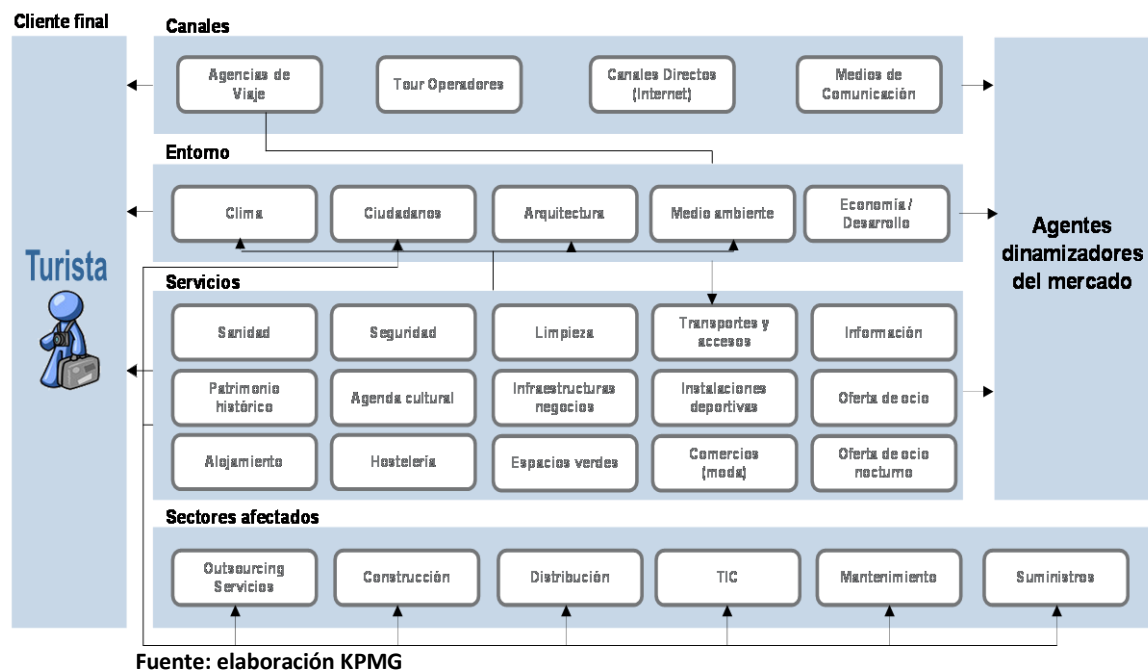 Cliente final
Canales
Agencias de
Viaje
Tour Operadores
Canales Directos
(Internet)
Medios de
Comunicación
Entorno
Clima
Ciudadanos
Arquitectura
Medio ambiente
Economía /
Desarrollo
Turista
Agentes
dinamizadores
del mercado
Servicios
Sanidad
Seguridad
Limpieza
Transportes y
accesos
Información
Patrimonio
histórico
Agenda cultural
Infraestructuras
negocios
Instalaciones
deportivas
Oferta de ocio
Alojamiento
Hostelería
Espacios verdes
Comercios
(moda)
Oferta de ocio
nocturno
Sectores afectados
Outsourcing
Servicios
Construcción
Distribución
TIC
Mantenimiento
Suministros
Fuente: elaboración KPMG